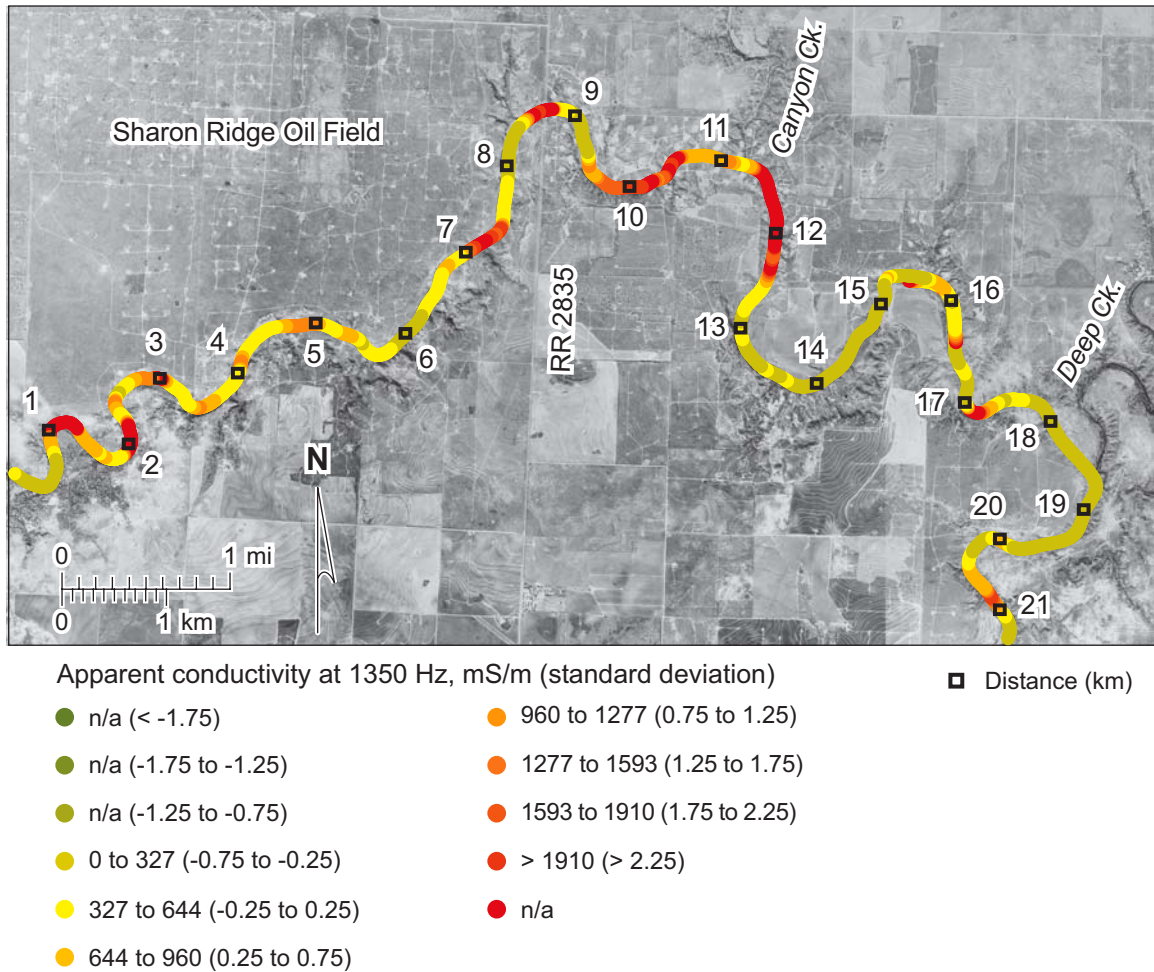 Sharon Ridge Oil Field
Canyon Ck.
Deep Ck.
RR 2835
1
2
3
4
5
6
7
8
9
10
11
12
13
14
15
16
17
18
19
20
21
N
0 1 mi
0 1 km
Apparent conductivity at 1350 Hz, mS/m (standard deviation)
n/a (< -1.75)
n/a (-1.75 to -1.25)
n/a (-1.25 to -0.75)
0 to 327 (-0.75 to -0.25)
327 to 644 (-0.25 to 0.25)
644 to 960 (0.25 to 0.75)
960 to 1277 (0.75 to 1.25)
1277 to 1593 (1.25 to 1.75)
1593 to 1910 (1.75 to 2.25)
> 1910 (> 2.25)
n/a
Distance (km)